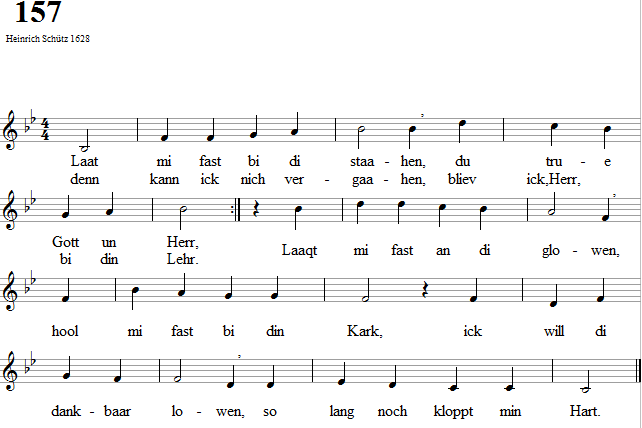 157
Heinrich Schütz 1628
4
4
Laat mi fast bi di staa - hen, du tru - e
denn kann ick nich ver - gaa - hen, bliev ick,Herr,
Gott un Herr,
bi din Lehr.
Laaqt mi fast an di glo - wen,
hool mi fast bi din Kark, ick will di
dank - baar lo - wen, so lang noch kloppt min Hart.